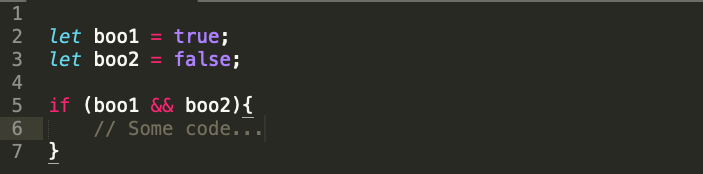 1
2 let boo1 = true;
3 let boo2 = false;
4
5 if (boo1 && boo2){
6     // Some code...
7 }